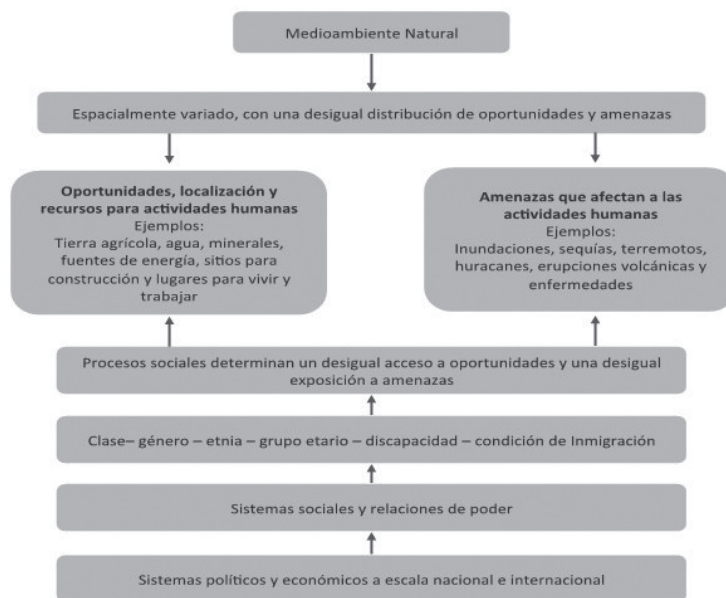 Medioambiente Natural
Espacialmente variado, con una desigual distribución de oportunidades y amenazas
Oportunidades, localización y
recursos para actividades humanas
Ejemplos:
Tierra agrícola, agua, minerales,
fuentes de energía, sitios para
construcción y lugares para vivir y
trabajar
Amenazas que afectan a las
actividades humanas
Ejemplos:
Inundaciones, sequías, terremotos,
huracanes, erupciones volcánicas y
enfermedades
Procesos sociales determinan un desigual acceso a oportunidades y una desigual
exposición a amenazas
Clase– género – etnia – grupo etario – discapacidad – condición de Inmigración
Sistemas sociales y relaciones de poder
Sistemas políticos y económicos a escala nacional e internacional